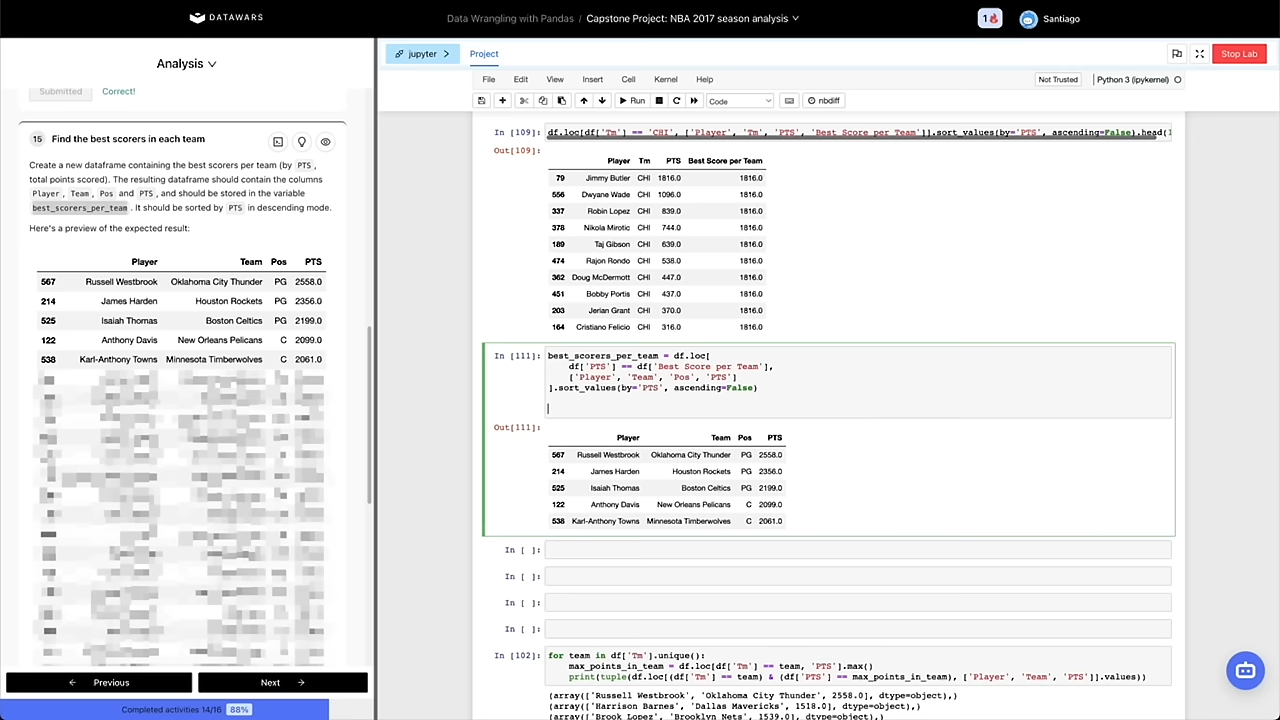 DATAWARS
Data Wrangling with Pandas / Capstone Project: NBA 2017 season analysis
1
Santiago
Analysis
jupyter
Project
Stop Lab
File Edit View Insert Cell Kernel Help
Not Trusted
Python 3 (ipykernel)
Run
Code
nbdiff
Submitted
Correct!
15 Find the best scorers in each team
Create a new dataframe containing the best scorers per team (by PTS ,
total points scored). The resulting dataframe should contain the columns
Player , Team , Pos and PTS , and should be stored in the variable
best_scorers_per_team . It should be sorted by PTS in descending mode.
Here's a preview of the expected result:
Player Team Pos PTS
567 Russell Westbrook Oklahoma City Thunder PG 2558.0
214 James Harden Houston Rockets PG 2356.0
525 Isaiah Thomas Boston Celtics PG 2199.0
122 Anthony Davis New Orleans Pelicans C 2099.0
538 Karl-Anthony Towns Minnesota Timberwolves C 2061.0
Previous
Next
Completed activities 14/16 88%
In [109]: df.loc[df['Tm'] == 'CHI', ['Player', 'Tm', 'PTS', 'Best Score per Team']].sort_values(by='PTS', ascending=False).head(1
Out[109]:
Player Tm PTS Best Score per Team
79 Jimmy Butler CHI 1816.0 1816.0
556 Dwyane Wade CHI 1096.0 1816.0
337 Robin Lopez CHI 839.0 1816.0
378 Nikola Mirotic CHI 744.0 1816.0
189 Taj Gibson CHI 639.0 1816.0
474 Rajon Rondo CHI 538.0 1816.0
362 Doug McDermott CHI 447.0 1816.0
451 Bobby Portis CHI 437.0 1816.0
203 Jerian Grant CHI 370.0 1816.0
164 Cristiano Felicio CHI 316.0 1816.0
In [111]: best_scorers_per_team = df.loc[
df['PTS'] == df['Best Score per Team'],
['Player', 'Team', 'Pos', 'PTS']
].sort_values(by='PTS', ascending=False)
Out[111]:
Player Team Pos PTS
567 Russell Westbrook Oklahoma City Thunder PG 2558.0
214 James Harden Houston Rockets PG 2356.0
525 Isaiah Thomas Boston Celtics PG 2199.0
122 Anthony Davis New Orleans Pelicans C 2099.0
538 Karl-Anthony Towns Minnesota Timberwolves C 2061.0
In [ ]:
In [ ]:
In [ ]:
In [ ]:
In [102]: for team in df['Tm'].unique():
max_points_in_team = df.loc[df['Tm'] == team, 'PTS'].max()
print(tuple(df.loc[(df['Tm'] == team) & (df['PTS'] == max_points_in_team), ['Player', 'Team', 'PTS']].values))
(array(['Russell Westbrook', 'Oklahoma City Thunder', 2558.0], dtype=object),)
(array(['Harrison Barnes', 'Dallas Mavericks', 1518.0], dtype=object),)
(array(['Brook Lopez', 'Brooklyn Nets', 1539.0], dtype=object),)